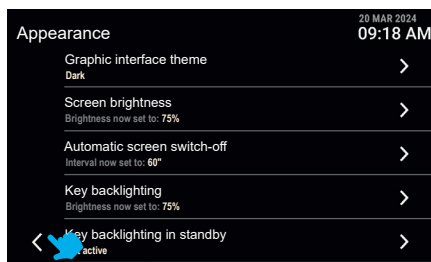 20 MAR 2024
Appearance
09:18 AM
Graphic interface theme
Dark
Screen brightness
Brightness now set to: 75%
Automatic screen switch-off
Interval now set to: 60"
Key backlighting
Brightness now set to: 75%
Key backlighting in standby
active